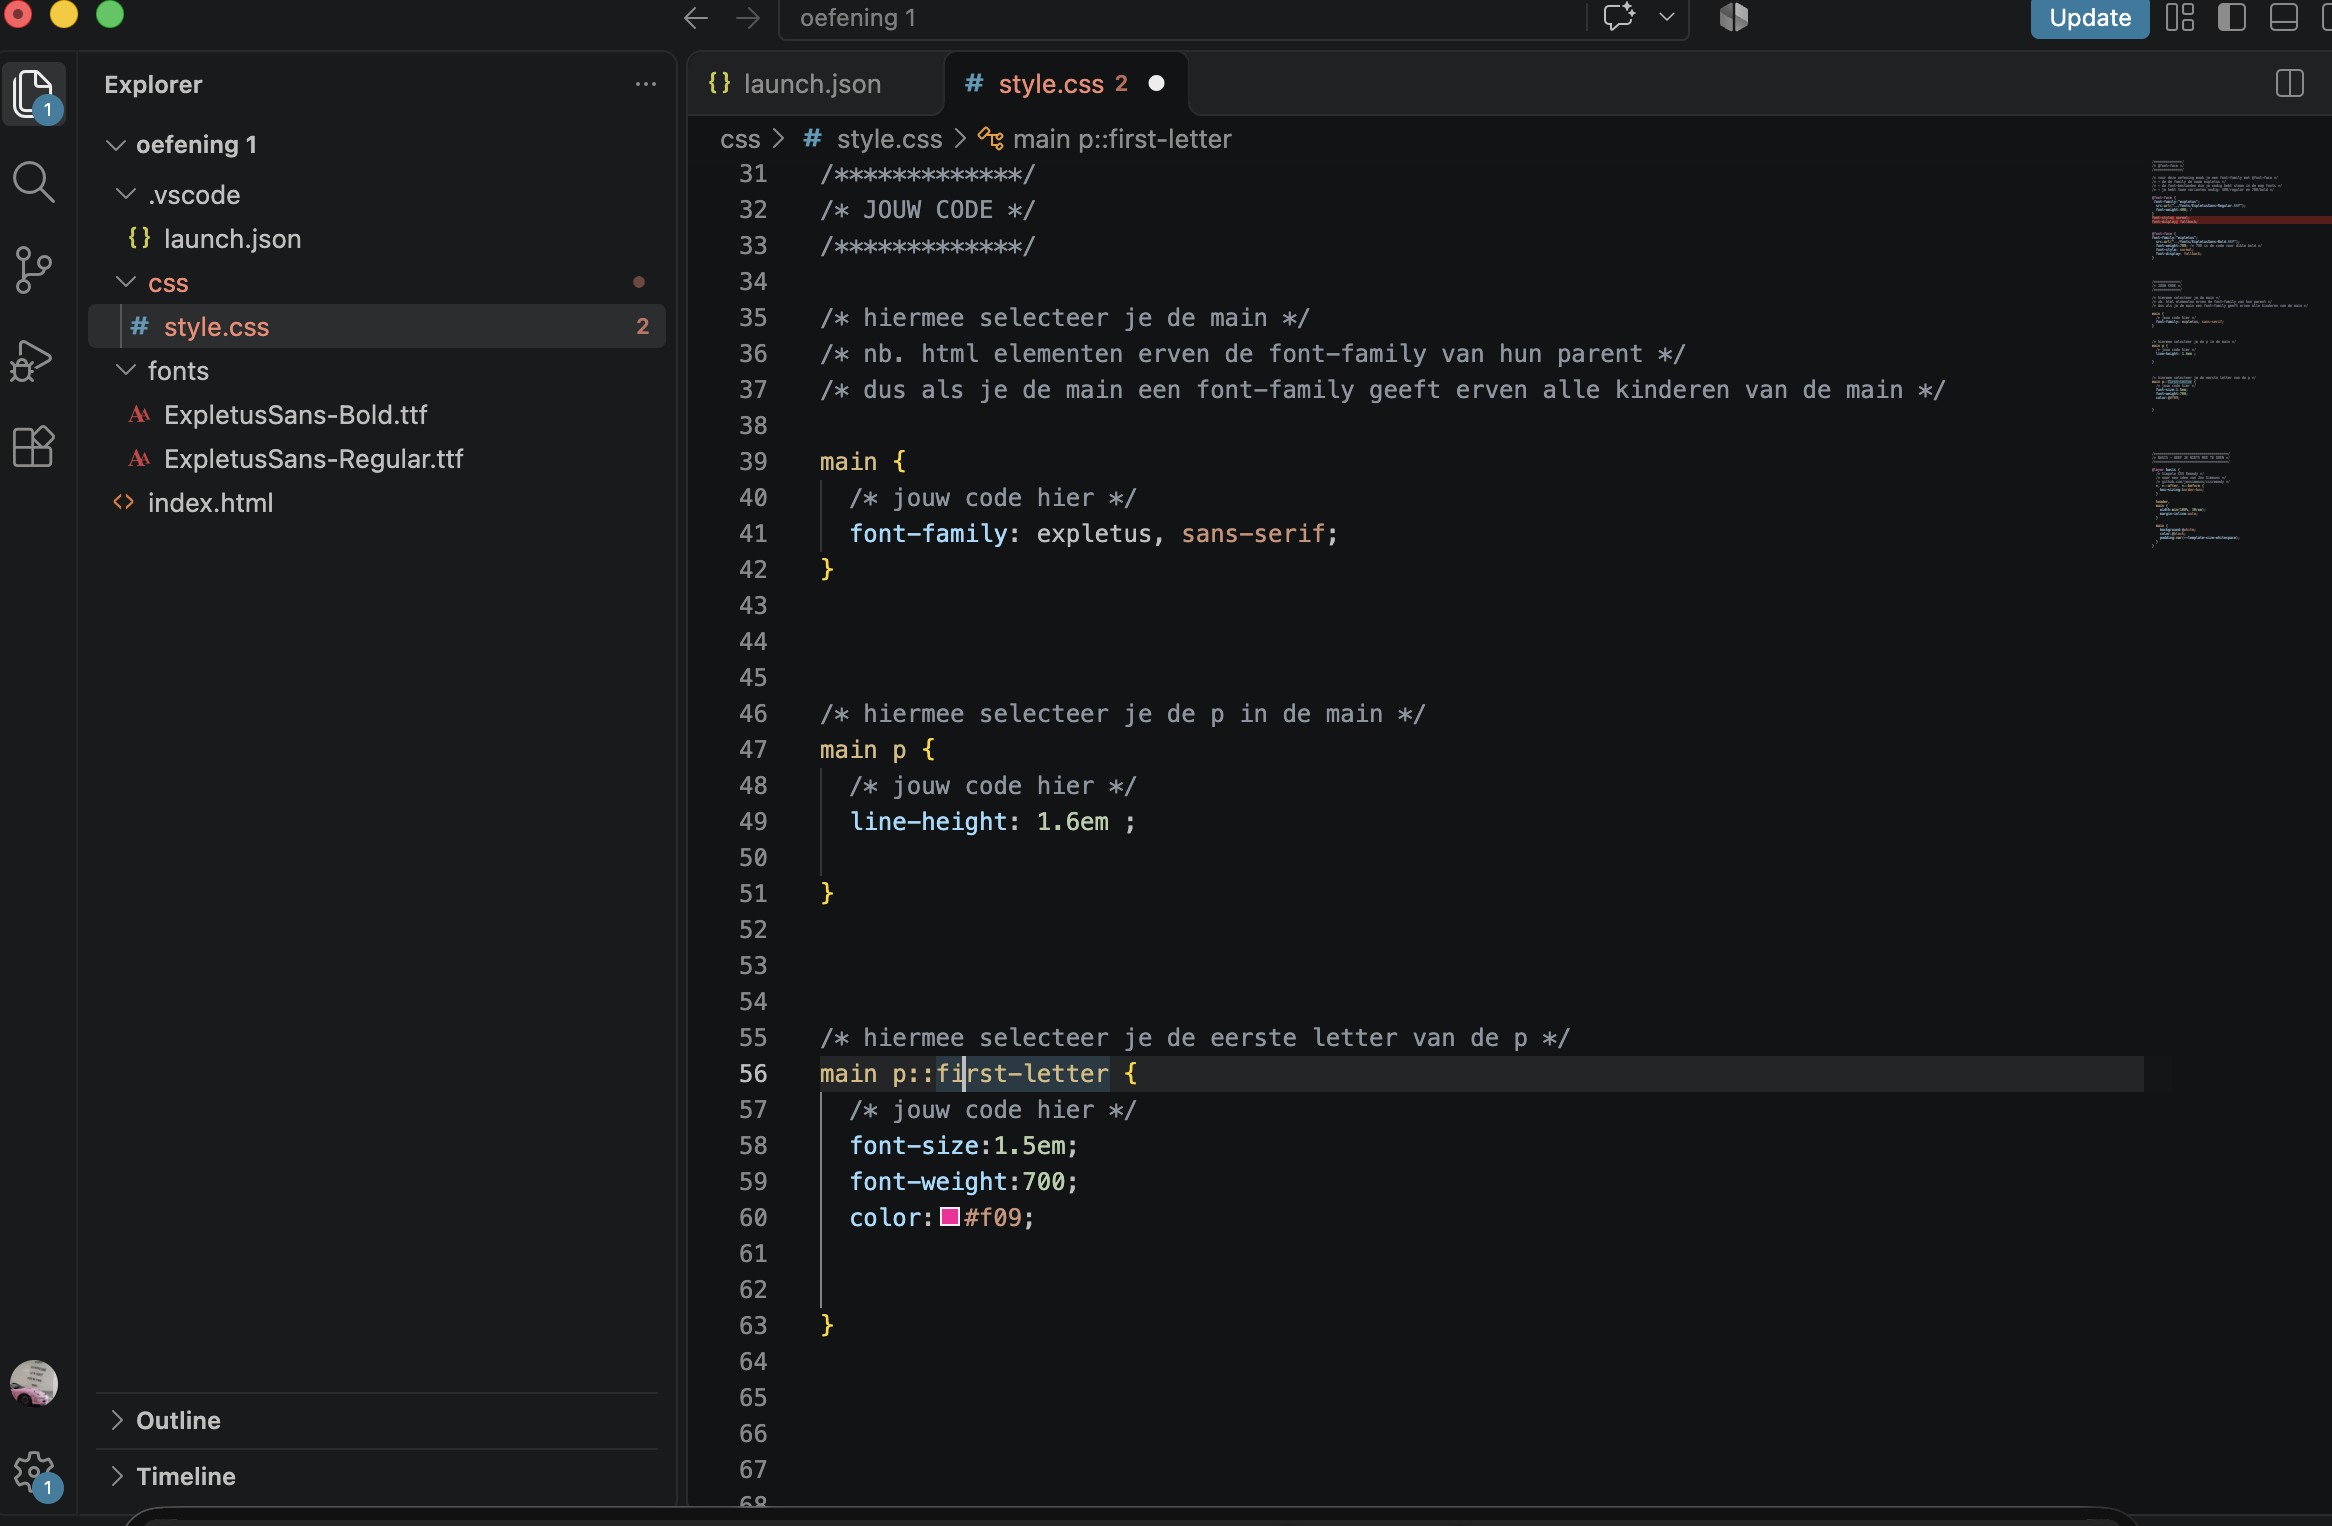 oefening 1
Update
Explorer
1
oefening 1
.vscode
{} launch.json
css
# style.css 2
fonts
ExpletusSans-Bold.ttf
ExpletusSans-Regular.ttf
<> index.html
Outline
Timeline
1
{} launch.json
# style.css 2
css > # style.css > main p::first-letter
31 /*************/
32 /* JOUW CODE */
33 /*************/
34
35 /* hiermee selecteer je de main */
36 /* nb. html elementen erven de font-family van hun parent */
37 /* dus als je de main een font-family geeft erven alle kinderen van de main */
38
39 main {
40 /* jouw code hier */
41 font-family: expletus, sans-serif;
42 }
43
44
45
46 /* hiermee selecteer je de p in de main */
47 main p {
48 /* jouw code hier */
49 line-height: 1.6em ;
50
51 }
52
53
54
55 /* hiermee selecteer je de eerste letter van de p */
56 main p::first-letter {
57 /* jouw code hier */
58 font-size:1.5em;
59 font-weight:700;
60 color:#f09;
61
62
63 }
64
65
66
67
68